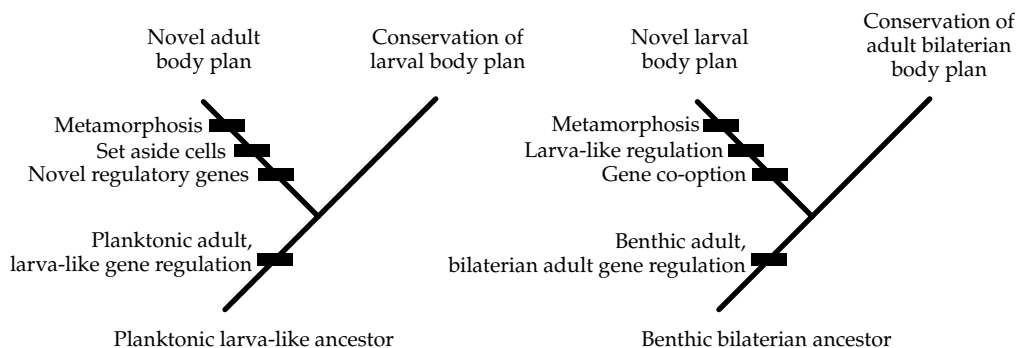 Novel adult
body plan
Conservation of
larval body plan
Metamorphosis
Set aside cells
Novel regulatory genes
Planktonic adult,
larva-like gene regulation
Planktonic larva-like ancestor
Novel larval
body plan
Conservation of
adult bilaterian
body plan
Metamorphosis
Larva-like regulation
Gene co-option
Benthic adult,
bilaterian adult gene regulation
Benthic bilaterian ancestor